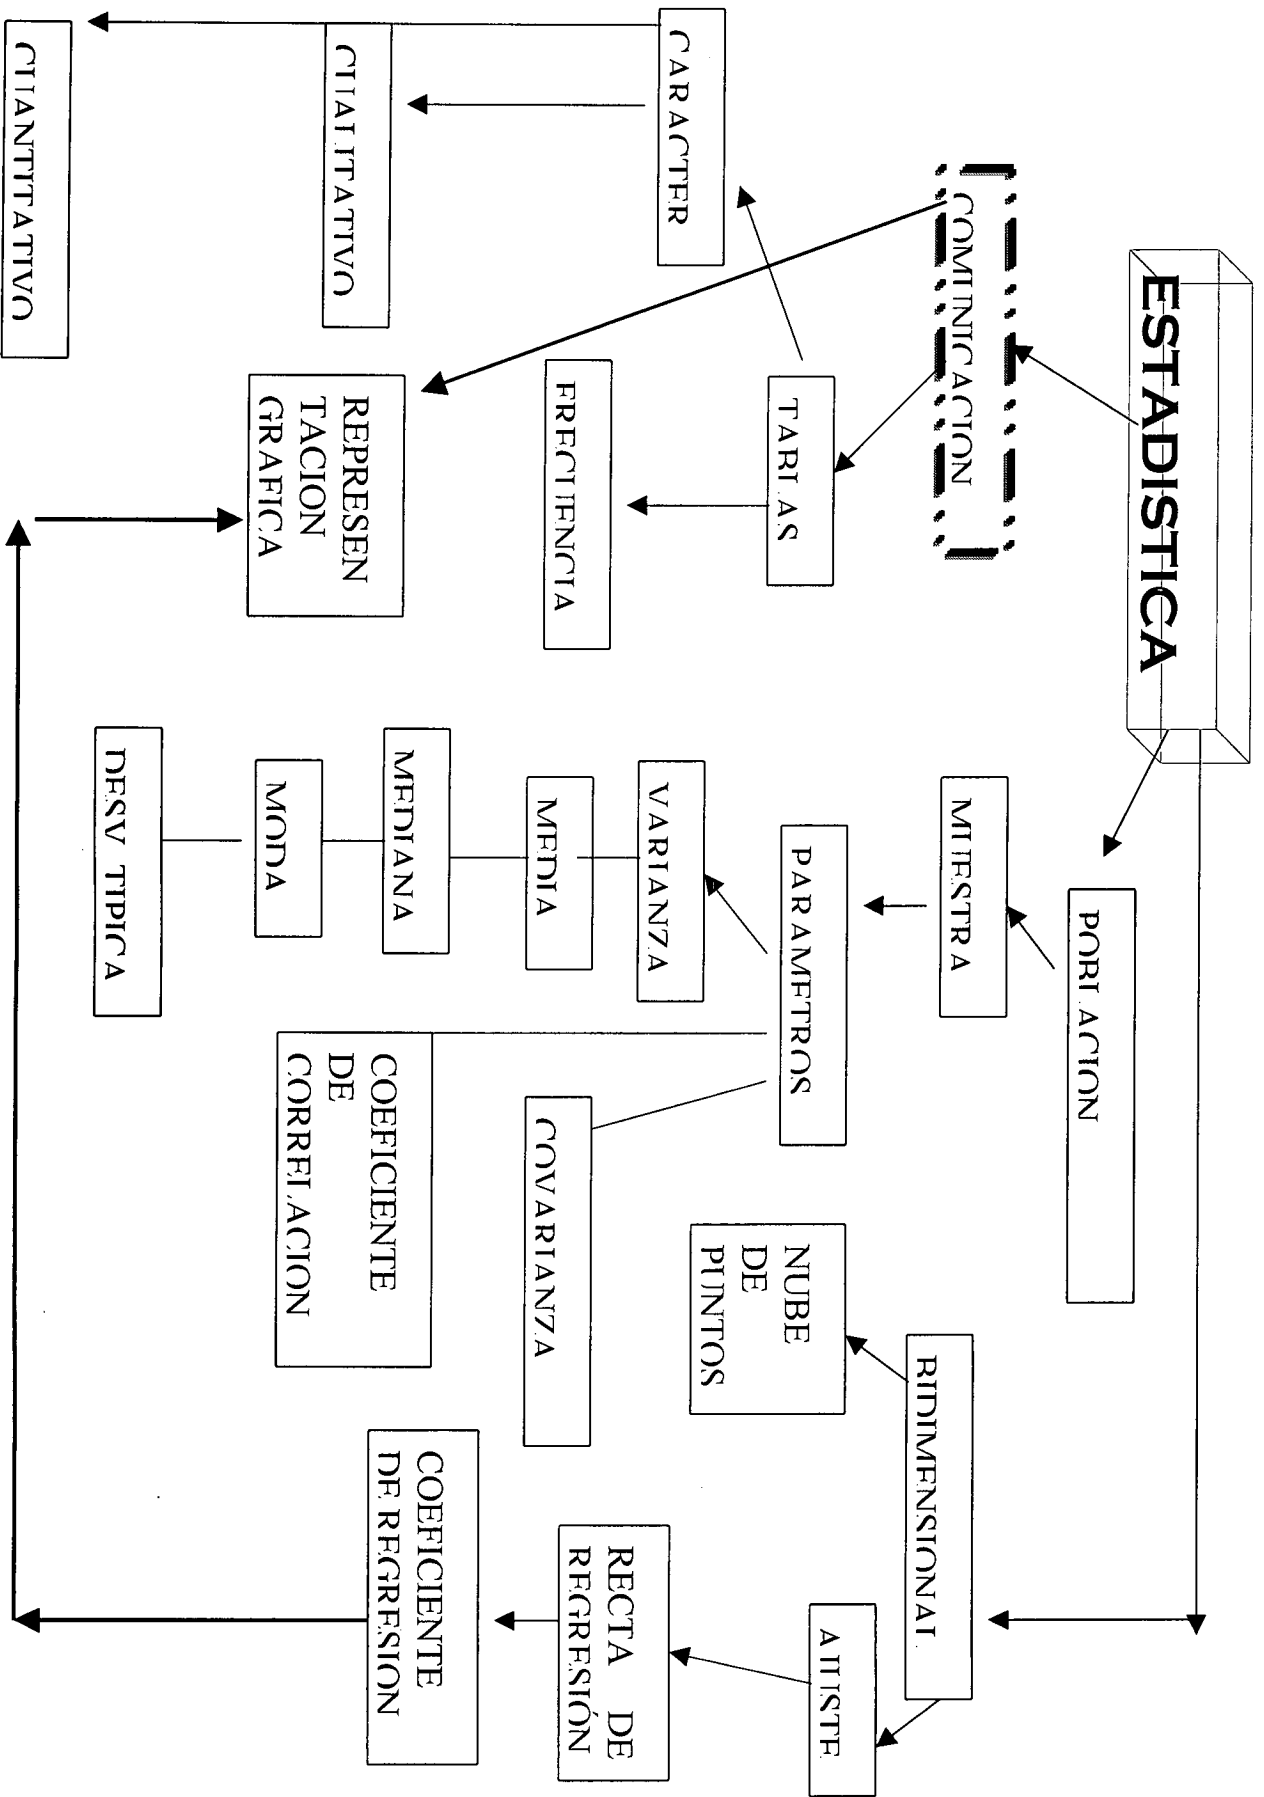 ESTADISTICA
POBLACION
COMUNICACION
MUESTRA
BIDIMENSIONAL
TABLAS
PARAMETROS
NUBE
DE
PUNTOS
AJUSTE
CARACTER
VARIANZA
FRECUENCIA
MEDIA
COVARIANZA
RECTA DE
REGRESIÓN
CUALITATIVO
REPRESEN
TACION
GRAFICA
MEDIANA
COEFICIENTE
DE
CORRELACION
COEFICIENTE
DE REGRESION
MODA
CUANTITATIVO
DESV. TIPICA